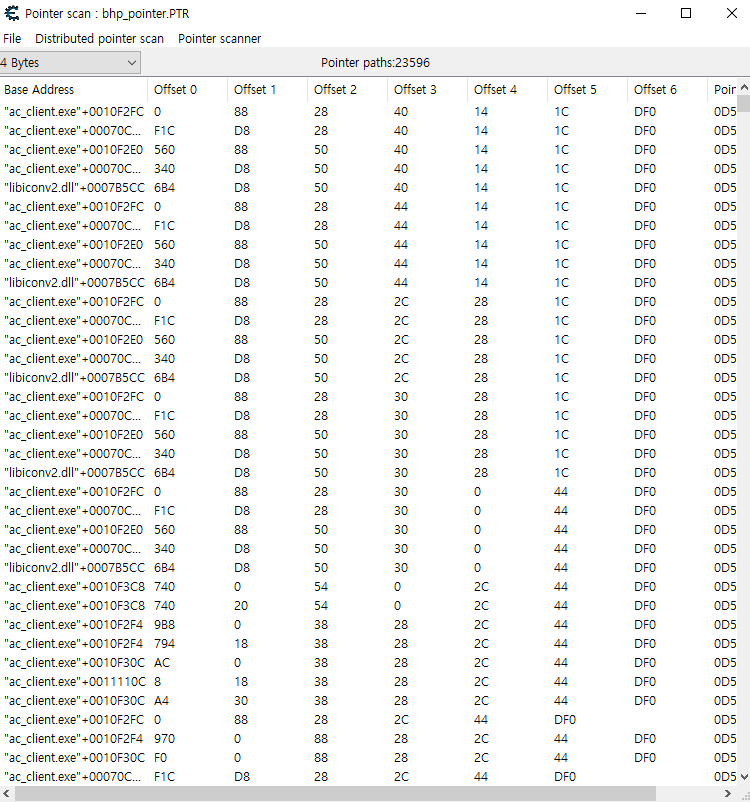 Pointer scan : bhp_pointer.PTR
File Distributed pointer scan Pointer scanner
4 Bytes Pointer paths:23596
Base Address Offset 0 Offset 1 Offset 2 Offset 3 Offset 4 Offset 5 Offset 6 Poin
"ac_client.exe"+0010F2FC 0 88 28 40 14 1C DF0 0D5
"ac_client.exe"+00070C... F1C D8 28 40 14 1C DF0 0D5
"ac_client.exe"+0010F2E0 560 88 50 40 14 1C DF0 0D5
"ac_client.exe"+00070C... 340 D8 50 40 14 1C DF0 0D5
"libiconv2.dll"+0007B5CC 6B4 D8 50 40 14 1C DF0 0D5
"ac_client.exe"+0010F2FC 0 88 28 44 14 1C DF0 0D5
"ac_client.exe"+00070C... F1C D8 28 44 14 1C DF0 0D5
"ac_client.exe"+0010F2E0 560 88 50 44 14 1C DF0 0D5
"ac_client.exe"+00070C... 340 D8 50 44 14 1C DF0 0D5
"libiconv2.dll"+0007B5CC 6B4 D8 50 44 14 1C DF0 0D5
"ac_client.exe"+0010F2FC 0 88 28 2C 28 1C DF0 0D5
"ac_client.exe"+00070C... F1C D8 28 2C 28 1C DF0 0D5
"ac_client.exe"+0010F2E0 560 88 50 2C 28 1C DF0 0D5
"ac_client.exe"+00070C... 340 D8 50 2C 28 1C DF0 0D5
"libiconv2.dll"+0007B5CC 6B4 D8 50 2C 28 1C DF0 0D5
"ac_client.exe"+0010F2FC 0 88 28 30 28 1C DF0 0D5
"ac_client.exe"+00070C... F1C D8 28 30 28 1C DF0 0D5
"ac_client.exe"+0010F2E0 560 88 50 30 28 1C DF0 0D5
"ac_client.exe"+00070C... 340 D8 50 30 28 1C DF0 0D5
"libiconv2.dll"+0007B5CC 6B4 D8 50 30 28 1C DF0 0D5
"ac_client.exe"+0010F2FC 0 88 28 30 0 44 DF0 0D5
"ac_client.exe"+00070C... F1C D8 28 30 0 44 DF0 0D5
"ac_client.exe"+0010F2E0 560 88 50 30 0 44 DF0 0D5
"ac_client.exe"+00070C... 340 D8 50 30 0 44 DF0 0D5
"libiconv2.dll"+0007B5CC 6B4 D8 50 30 0 44 DF0 0D5
"ac_client.exe"+0010F3C8 740 0 54 0 2C 44 DF0 0D5
"ac_client.exe"+0010F3C8 740 20 54 0 2C 44 DF0 0D5
"ac_client.exe"+0010F2F4 9B8 0 38 28 2C 44 DF0 0D5
"ac_client.exe"+0010F2F4 794 18 38 28 2C 44 DF0 0D5
"ac_client.exe"+0010F30C AC 0 38 28 2C 44 DF0 0D5
"ac_client.exe"+0011110C 8 18 38 28 2C 44 DF0 0D5
"ac_client.exe"+0010F30C A4 30 38 28 2C 44 DF0 0D5
"ac_client.exe"+0010F2FC 0 88 28 2C 44 DF0 0D5
"ac_client.exe"+0010F2F4 970 0 88 28 2C 44 DF0 0D5
"ac_client.exe"+0010F30C F0 0 88 28 2C 44 DF0 0D5
"ac_client.exe"+00070C... F1C D8 28 2C 44 DF0 0D5